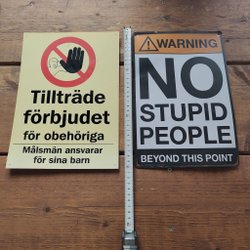 Tillträde
förbjudet
för obehöriga
Målsmän ansvarar
för sina barn
WARNING
NO
STUPID
PEOPLE
BEYOND THIS POINT